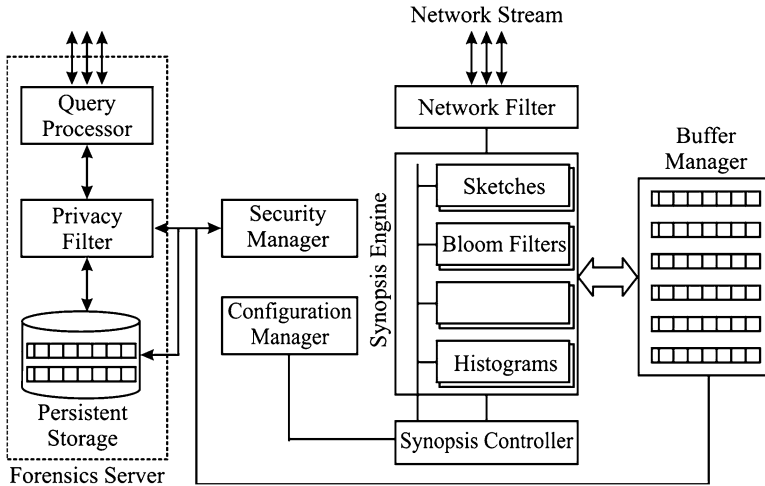 Network Stream
Query
Processor
Network Filter
Buffer
Manager
Synopsis Engine
Sketches
Privacy
Filter
Security
Manager
Bloom Filters
Configuration
Manager
Histograms
Persistent
Storage
Synopsis Controller
Forensics Server